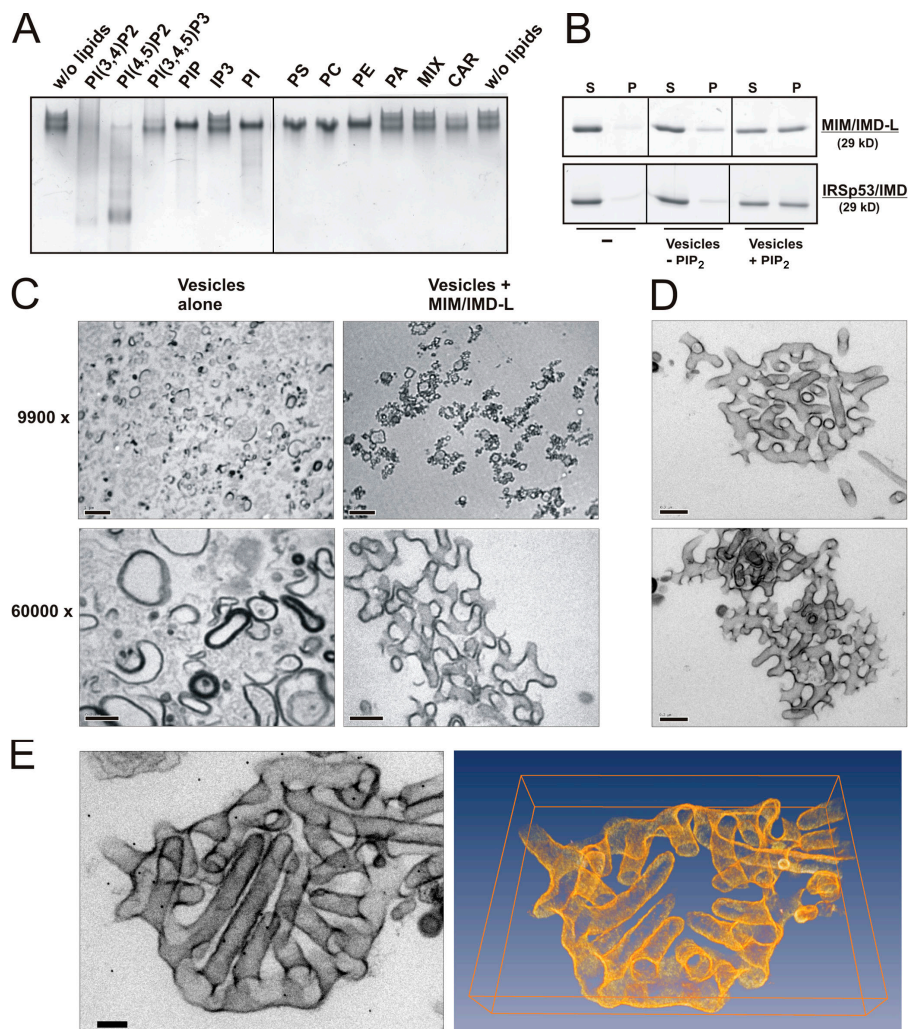 A
w/o lipids
PI(3,4)P2
PI(4,5)P2
PI(3,4,5)P3
PIP
IP3
PI
PS
PC
PE
PA
MIX
CAR
w/o lipids
B
S P S P S P
MIM/IMD-L
(29 kD)
IRSp53/IMD
(29 kD)
–
Vesicles
- PIP2
Vesicles
+ PIP2
C
Vesicles
alone
Vesicles +
MIM/IMD-L
9900 x
60000 x
D
E